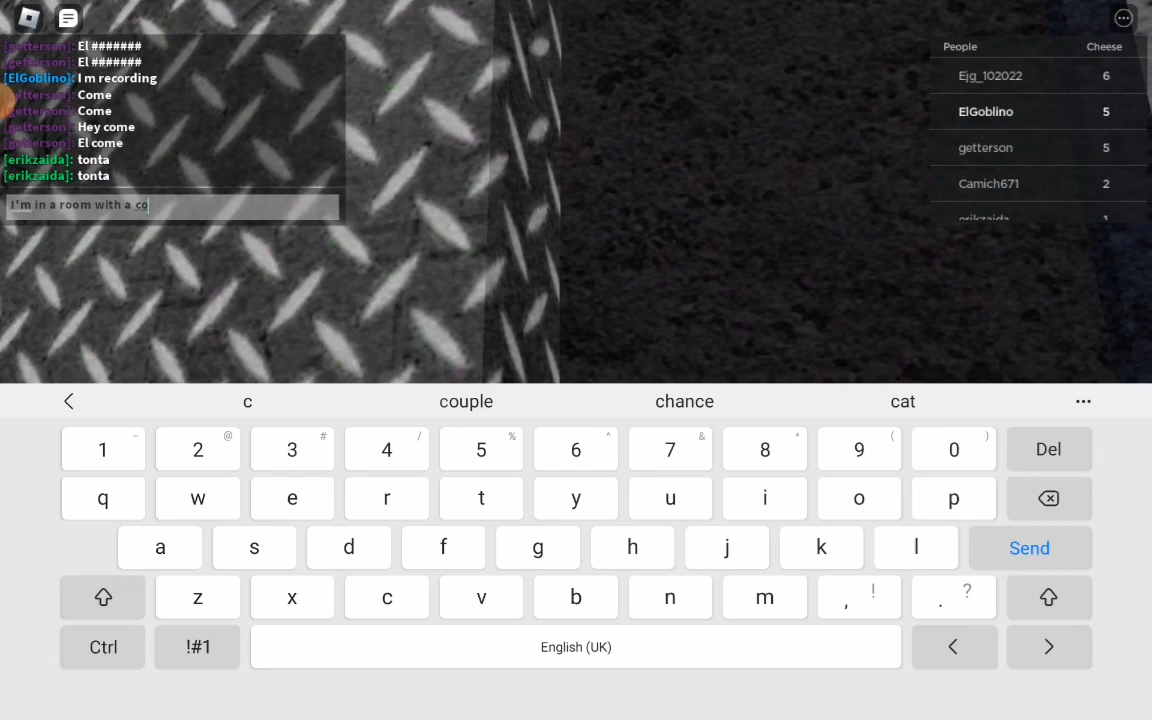 [getterson]: El #######
[getterson]: El #######
[ElGoblino]: I m recording
[getterson]: Come
[getterson]: Come
[getterson]: Hey come
[getterson]: El come
[erikzaida]: tonta
[erikzaida]: tonta
I'm in a room with a co
People Cheese
Ejg_102022 6
ElGoblino 5
getterson 5
Camich671 2
erikzaida 1
c couple chance cat
1 - 2 @ 3 # 4 / 5 % 6 ^ 7 & 8 * 9 ( 0 ) Del
q w e r t y u i o p
a s d f g h j k l Send
z x c v b n m , ! . ?
Ctrl !#1 English (UK) < >